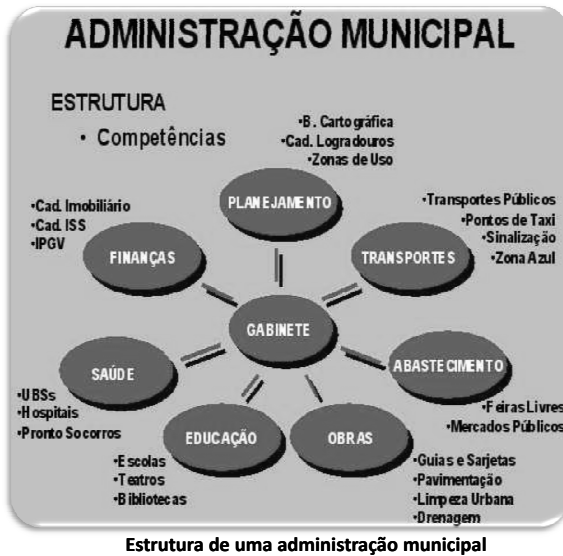 ADMINISTRAÇÃO MUNICIPAL
ESTRUTURA
• Competências
•B. Cartográfica
•Cad. Logradouros
•Zonas de Uso
PLANEJAMENTO
•Cad. Imobiliário
•Cad. ISS
•IPGV
FINANÇAS
•Transportes Públicos
•Pontos de Taxi
•Sinalização
•Zona Azul
TRANSPORTES
GABINETE
SAÚDE
•UBSs
•Hospitais
•Pronto Socorros
ABASTECIMENTO
•Feiras Livres
•Mercados Públicos
EDUCAÇÃO
•Escolas
•Teatros
•Bibliotecas
OBRAS
•Guias e Sarjetas
•Pavimentação
•Limpeza Urbana
•Drenagem
Estrutura de uma administração municipal